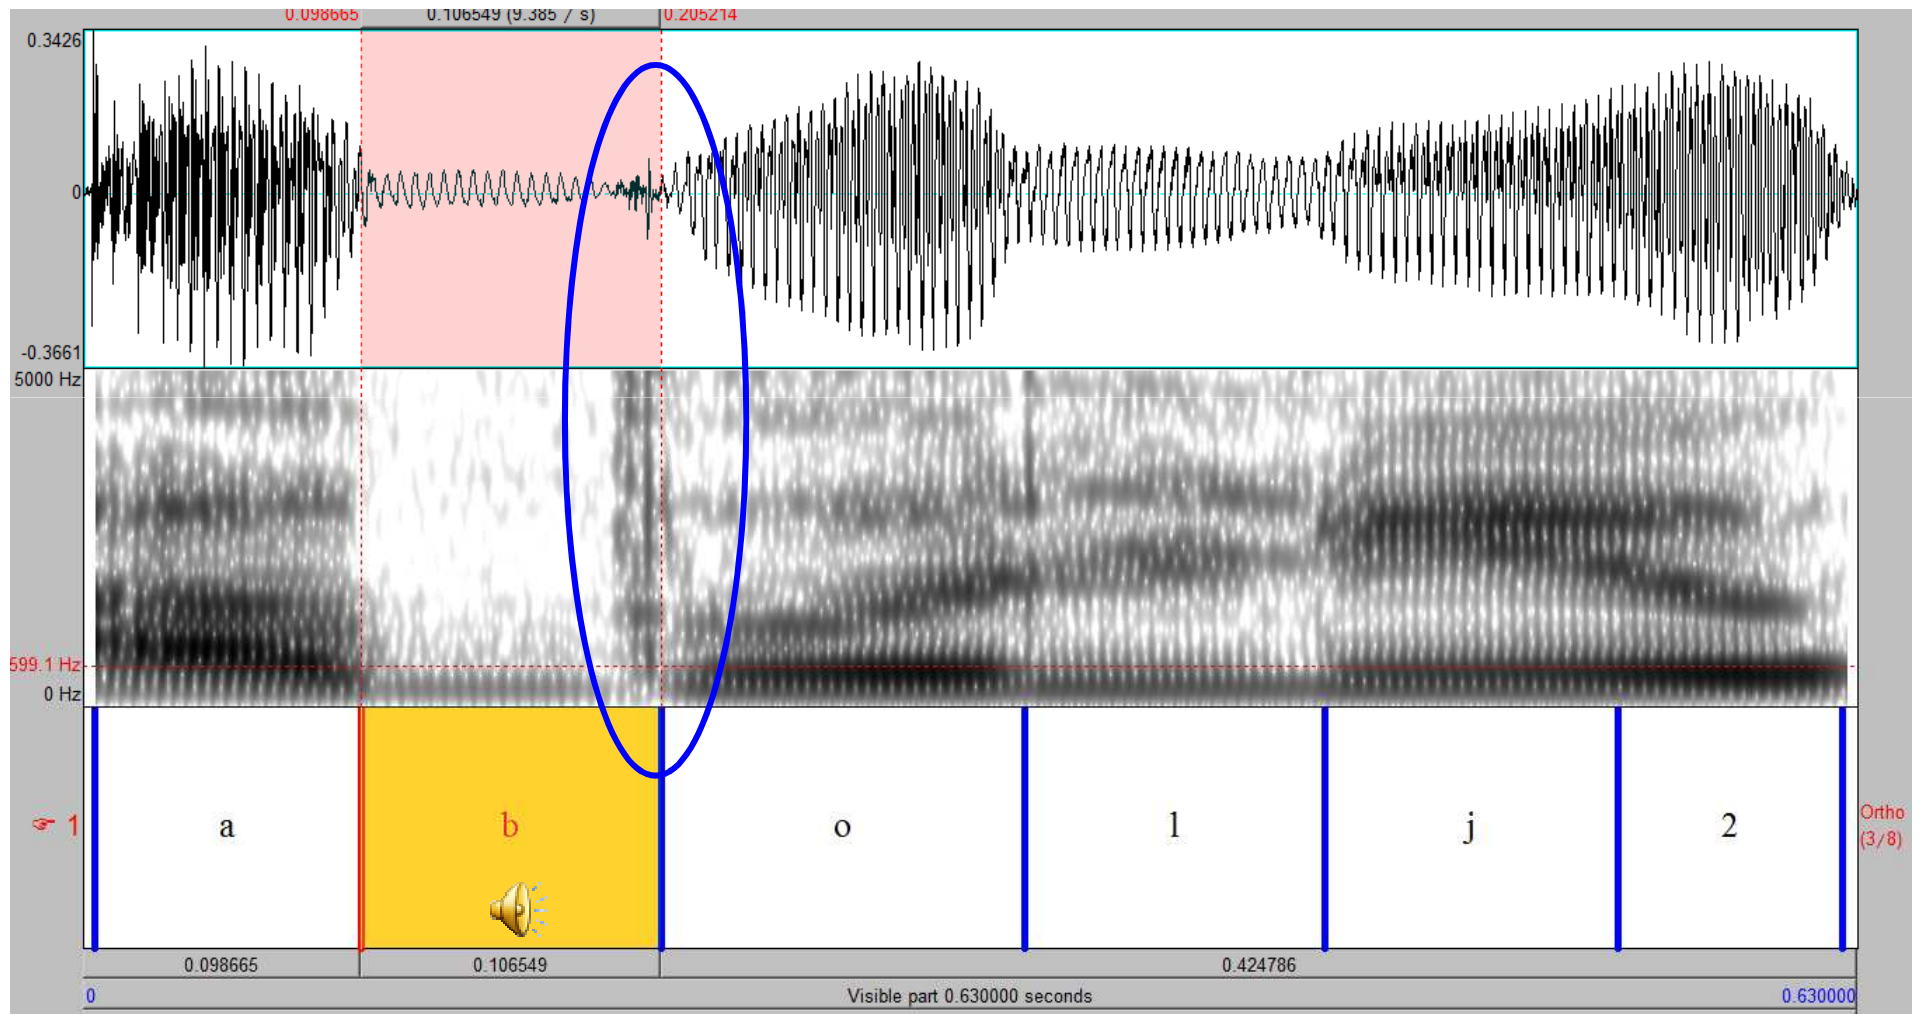 0.098665 0.106549 (9.385 / s) 0.205214
0.3426
0
-0.3661
5000 Hz
599.1 Hz
0 Hz
1 a b o l j 2 Ortho
(3/8)
0.098665 0.106549 0.424786
0 Visible part 0.630000 seconds 0.630000